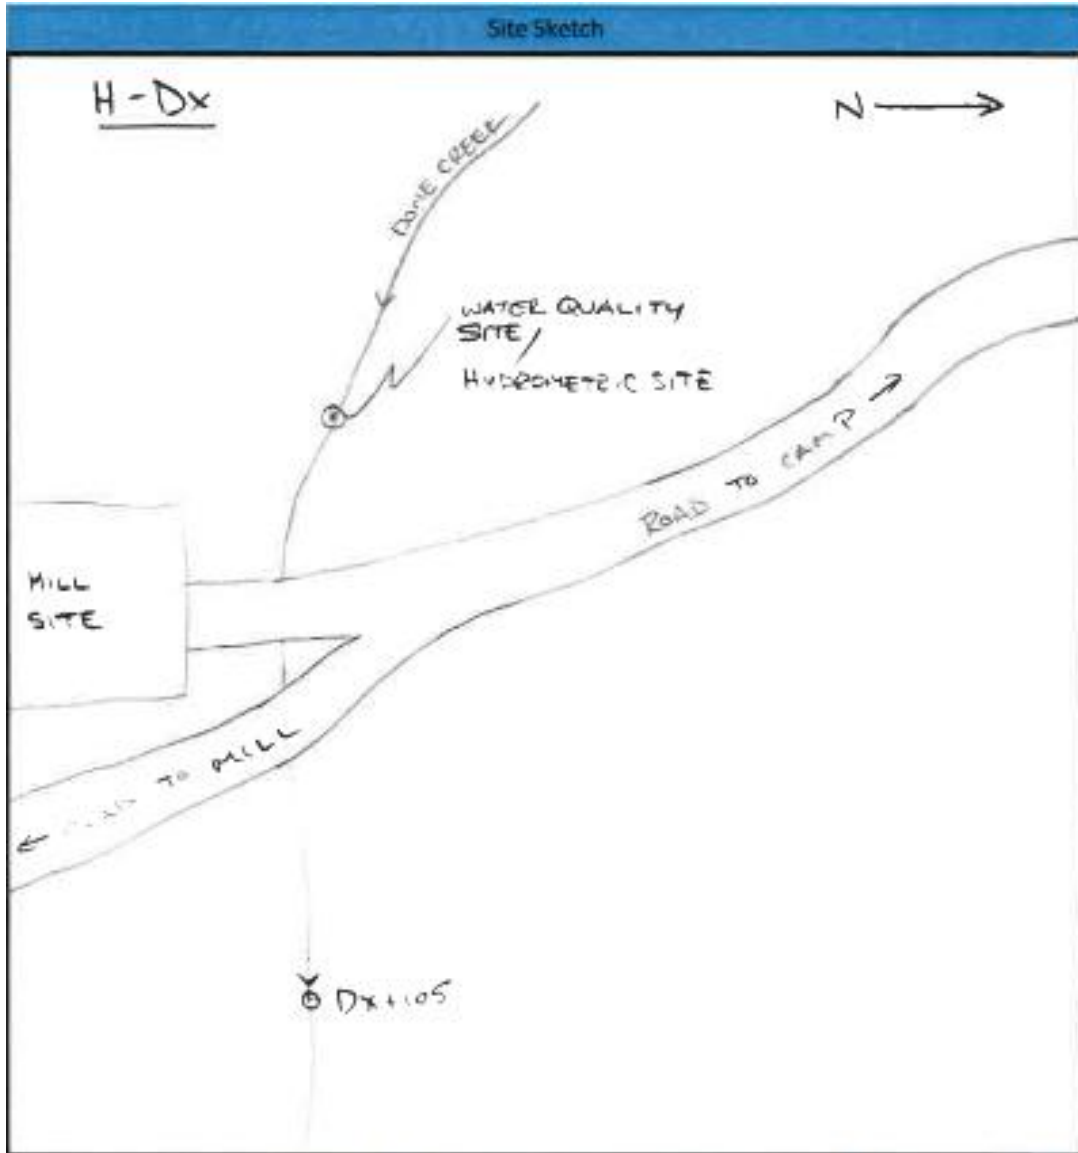 Site Sketch
H-Dx
N
DOME CREEK
WATER QUALITY
SITE/
HYDROMETRIC SITE
ROAD TO CAMP
MILL
SITE
ROAD TO MILL
Dx+105